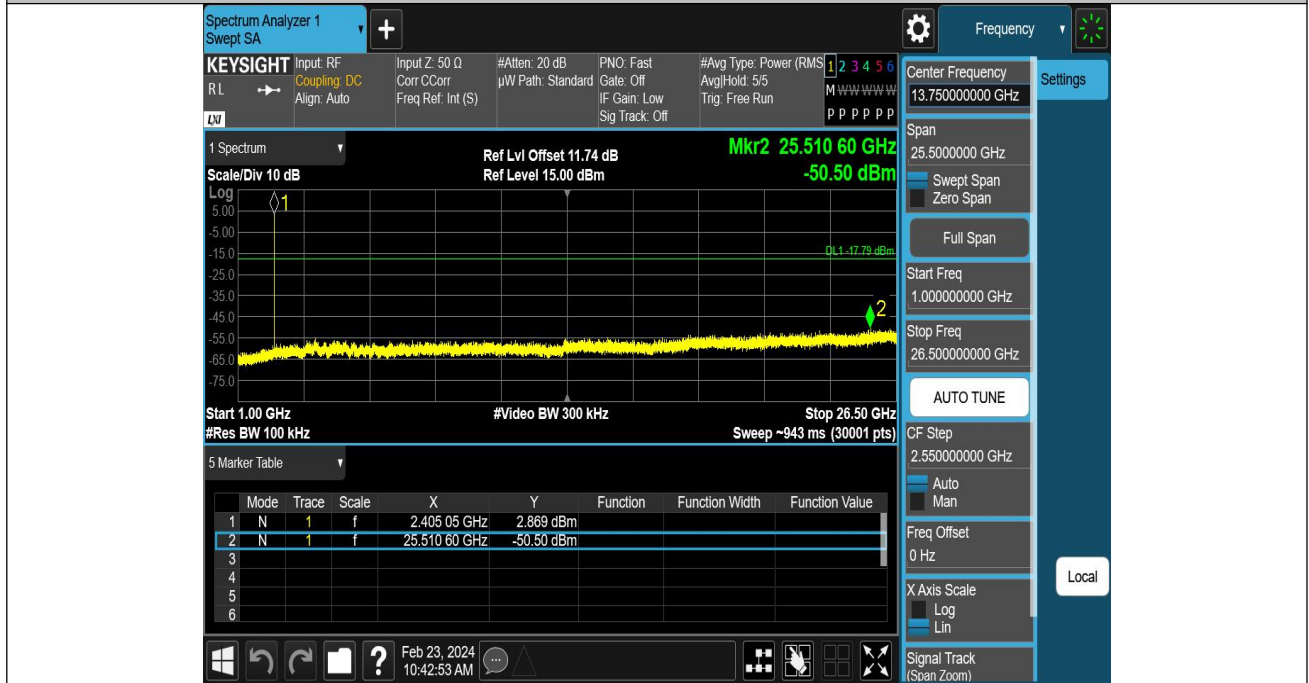 Spectrum Analyzer 1
Swept SA
+
Frequency
KEYSIGHT
RL
LXI
Input: RF
Coupling: DC
Align: Auto
Input Z: 50 Ω
Corr CCorr
Freq Ref: Int (S)
#Atten: 20 dB
µW Path: Standard
PNO: Fast
Gate: Off
IF Gain: Low
Sig Track: Off
#Avg Type: Power (RMS
Avg|Hold: 5/5
Trig: Free Run
1 2 3 4 5 6
M W W W W W
P P P P P P
1 Spectrum
Scale/Div 10 dB
Ref Lvl Offset 11.74 dB
Ref Level 15.00 dBm
Mkr2 25.510 60 GHz
-50.50 dBm
Log
5.00
-5.00
-15.0
-25.0
-35.0
-45.0
-55.0
-65.0
-75.0
1
DL1 -17.79 dBm
2
Start 1.00 GHz
#Video BW 300 kHz
Stop 26.50 GHz
#Res BW 100 kHz
Sweep ~943 ms (30001 pts)
5 Marker Table
Mode Trace Scale X Y Function Function Width Function Value
1 N 1 f 2.405 05 GHz 2.869 dBm
2 N 1 f 25.510 60 GHz -50.50 dBm
3
4
5
6
?
Feb 23, 2024
10:42:53 AM
Center Frequency
13.750000000 GHz
Settings
Span
25.5000000 GHz
Swept Span
Zero Span
Full Span
Start Freq
1.000000000 GHz
Stop Freq
26.500000000 GHz
AUTO TUNE
CF Step
2.550000000 GHz
Auto
Man
Freq Offset
0 Hz
Local
X Axis Scale
Log
Lin
Signal Track
(Span Zoom)